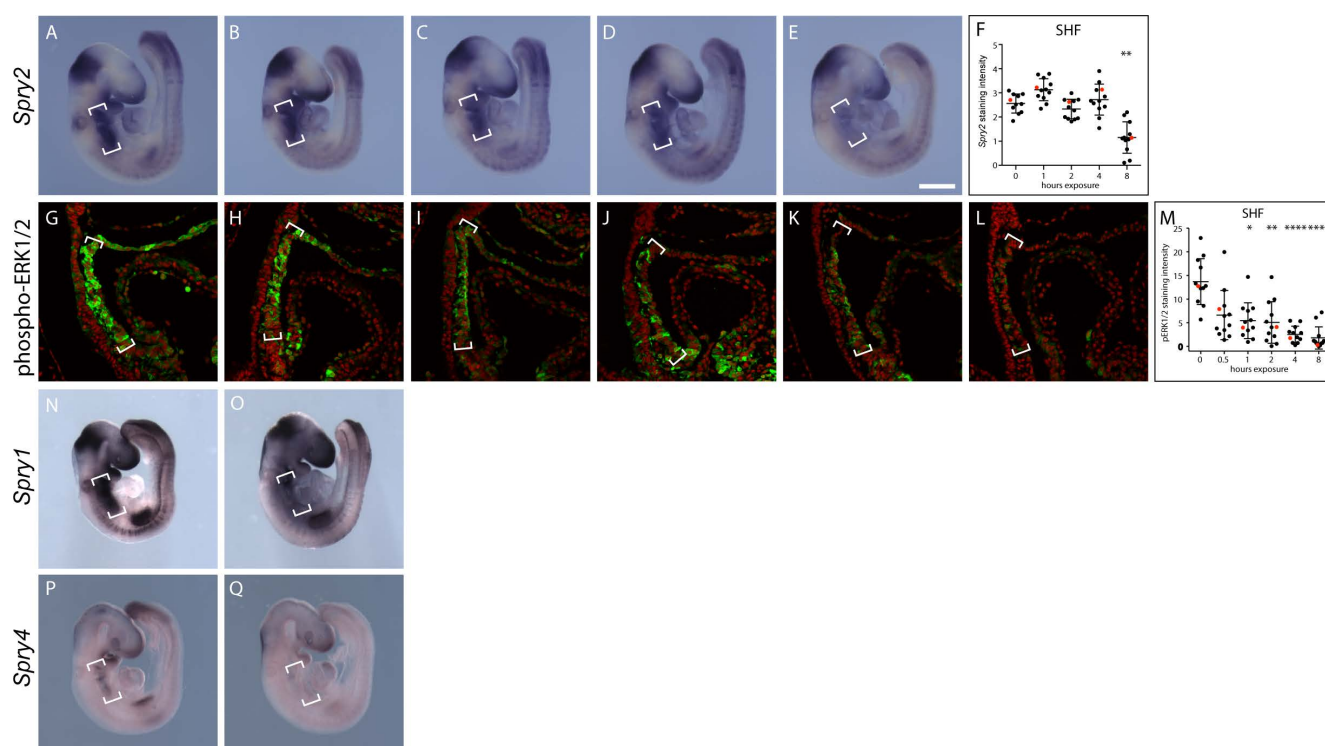 A
B
C
D
E
F
SHF
**
Spry2
Spry2 staining intensity
5
4
3
2
1
0
0 1 2 4 8
hours exposure
G
H
I
J
K
L
M
SHF
* ** **** ****
phospho-ERK1/2
pERK1/2 staining intensity
25
20
15
10
5
0
0 0.5 1 2 4 8
hours exposure
N
O
Spry1
P
Q
Spry4